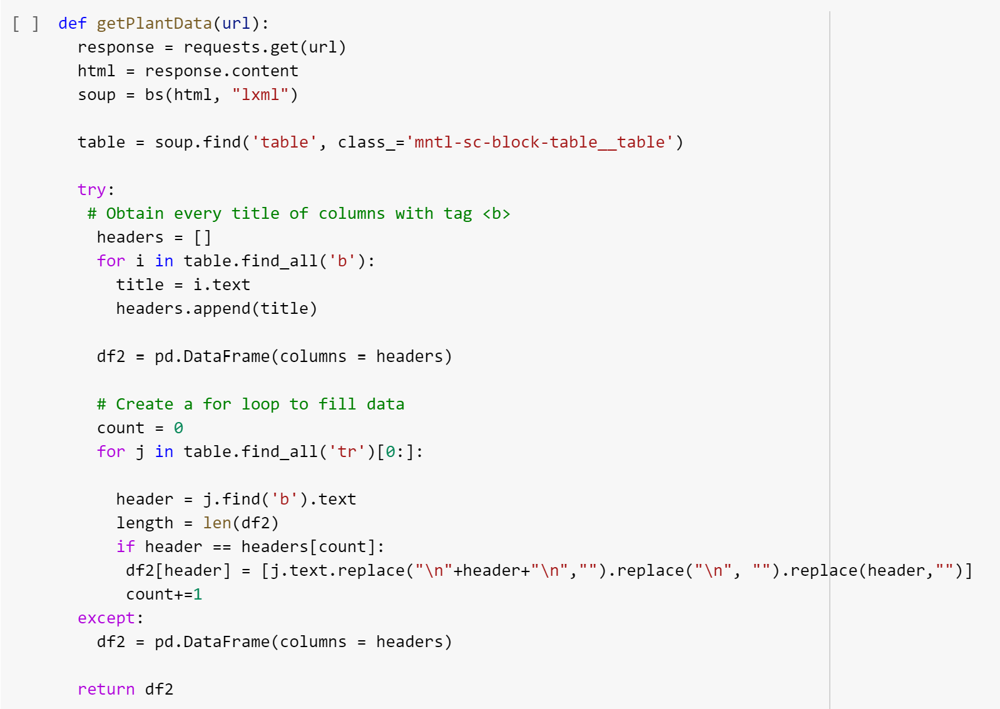 [ ] def getPlantData(url):
response = requests.get(url)
html = response.content
soup = bs(html, "lxml")
table = soup.find('table', class_='mntl-sc-block-table__table')
try:
# Obtain every title of columns with tag <b>
headers = []
for i in table.find_all('b'):
title = i.text
headers.append(title)
df2 = pd.DataFrame(columns = headers)
# Create a for loop to fill data
count = 0
for j in table.find_all('tr')[0:]:
header = j.find('b').text
length = len(df2)
if header == headers[count]:
df2[header] = [j.text.replace("\n"+header+"\n","").replace("\n", "").replace(header,"")]
count+=1
except:
df2 = pd.DataFrame(columns = headers)
return df2